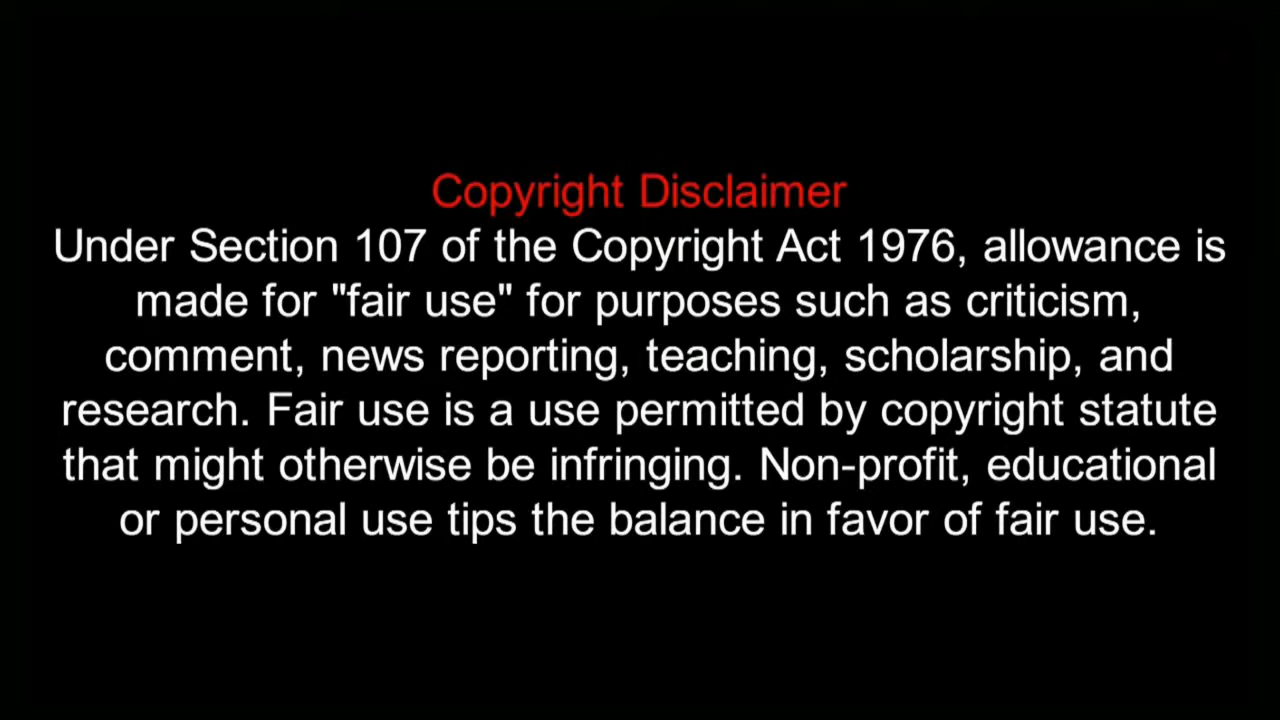 Copyright Disclaimer
Under Section 107 of the Copyright Act 1976, allowance is
made for "fair use" for purposes such as criticism,
comment, news reporting, teaching, scholarship, and
research. Fair use is a use permitted by copyright statute
that might otherwise be infringing. Non-profit, educational
or personal use tips the balance in favor of fair use.